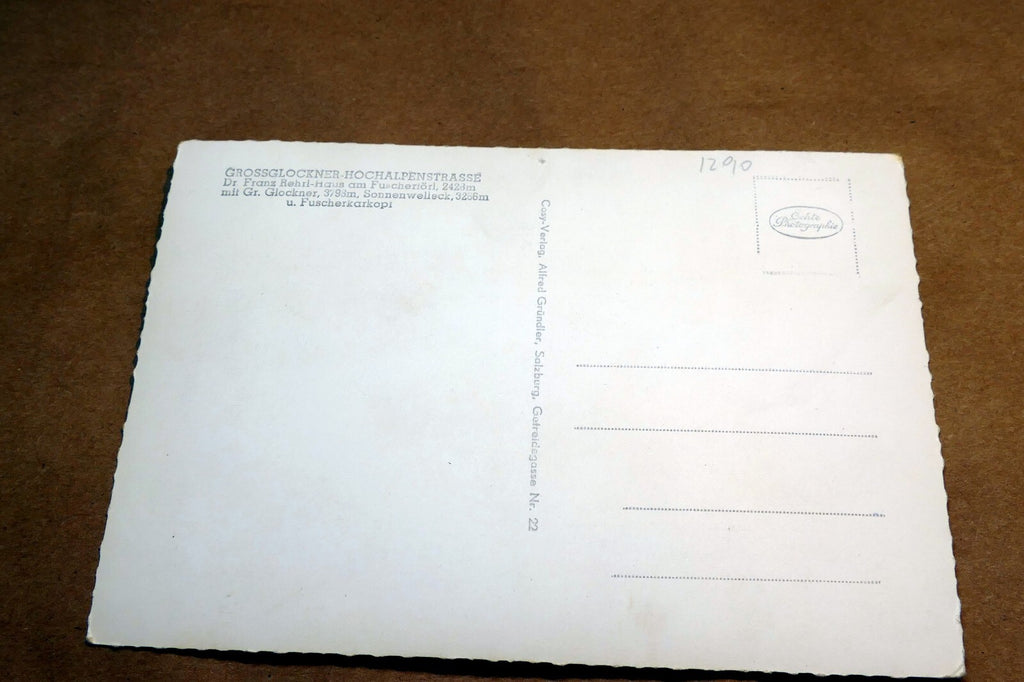 GROSSGLOCKNER-HOCHALPENSTRASSE
Dr. Franz Rehrl-Haus am Fuschertörl, 2428m
mit Gr. Glockner, 3798m, Sonnenwelleck, 3256m
u. Fuscherkarkopf
Cosy-Verlag, Alfred Gründler, Salzburg, Getreidegasse Nr. 22
1290
Echte
Photographie